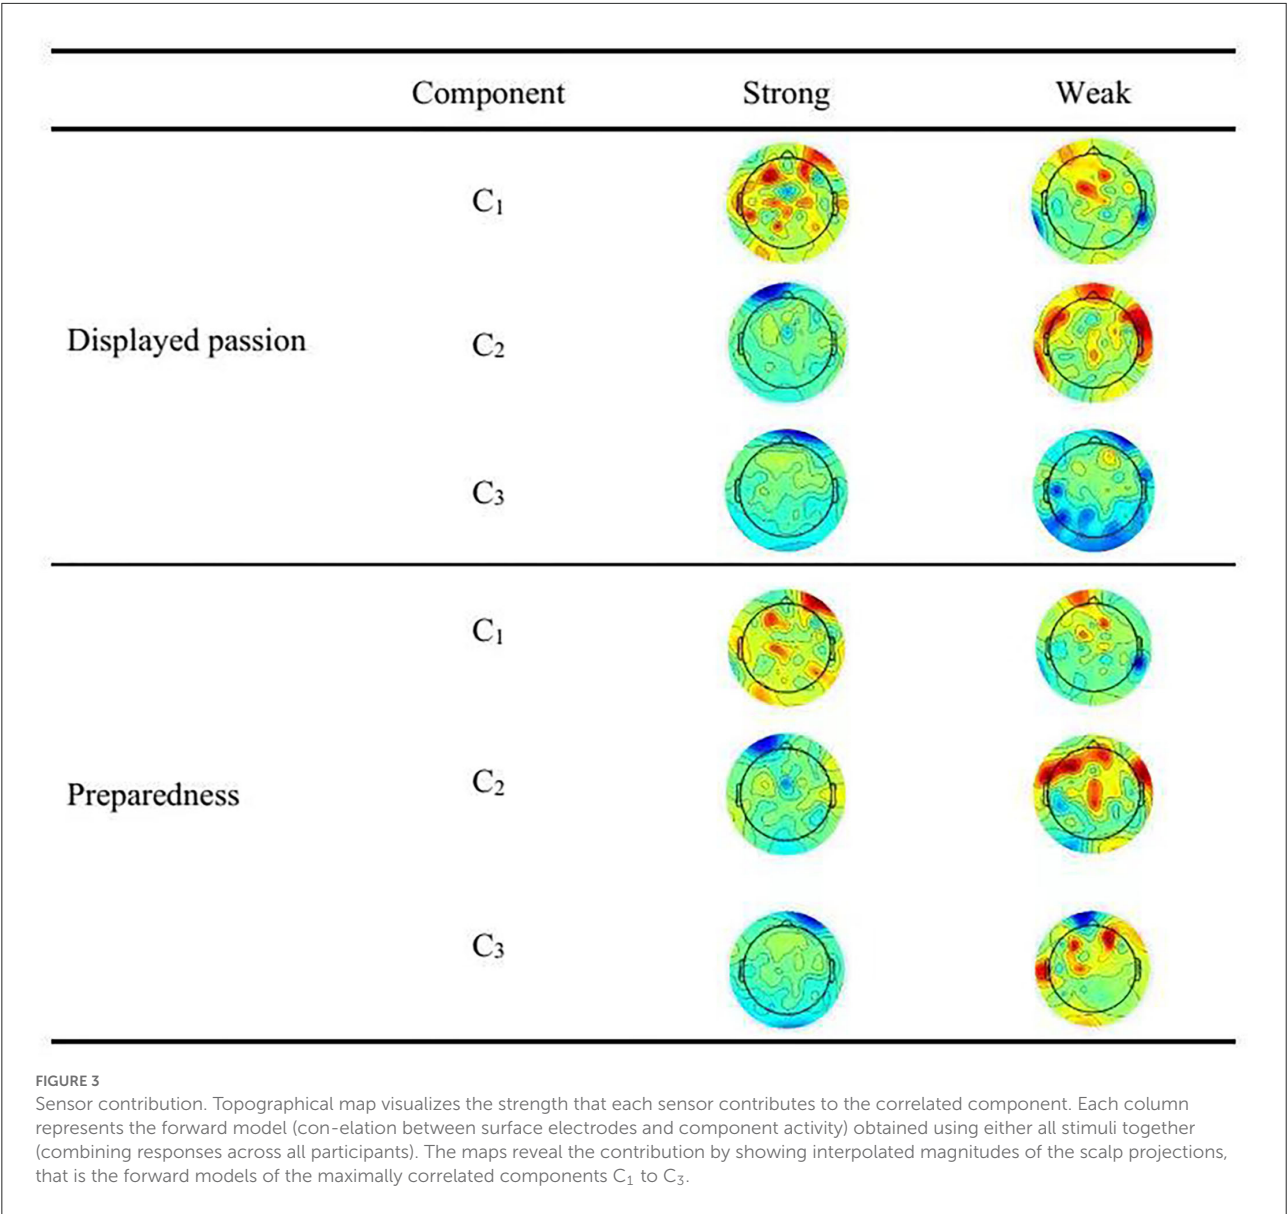 Component Strong Weak
C₁
Displayed passion C₂
C₃
C₁
Preparedness C₂
C₃
FIGURE 3
Sensor contribution. Topographical map visualizes the strength that each sensor contributes to the correlated component. Each column
represents the forward model (con-elation between surface electrodes and component activity) obtained using either all stimuli together
(combining responses across all participants). The maps reveal the contribution by showing interpolated magnitudes of the scalp projections,
that is the forward models of the maximally correlated components C₁ to C₃.